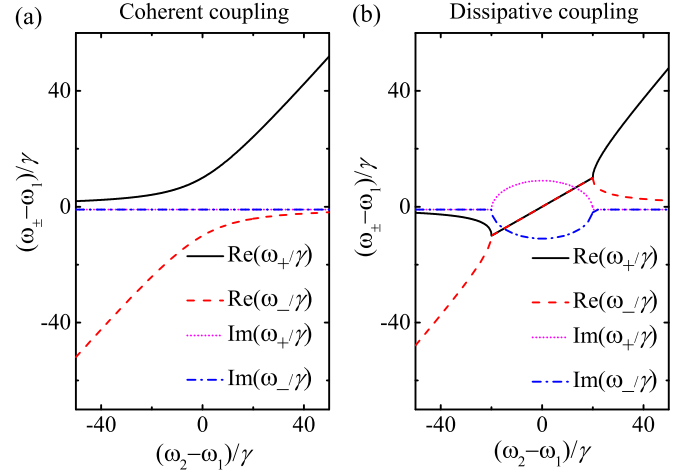 (a) Coherent coupling
(ω±−ω1)/γ
40
0
-40
-40 0 40
(ω2−ω1)/γ
Re(ω+/γ)
Re(ω−/γ)
Im(ω+/γ)
Im(ω−/γ)
(b) Dissipative coupling
(ω±−ω1)/γ
40
0
-40
-40 0 40
(ω2−ω1)/γ
Re(ω+/γ)
Re(ω−/γ)
Im(ω+/γ)
Im(ω−/γ)